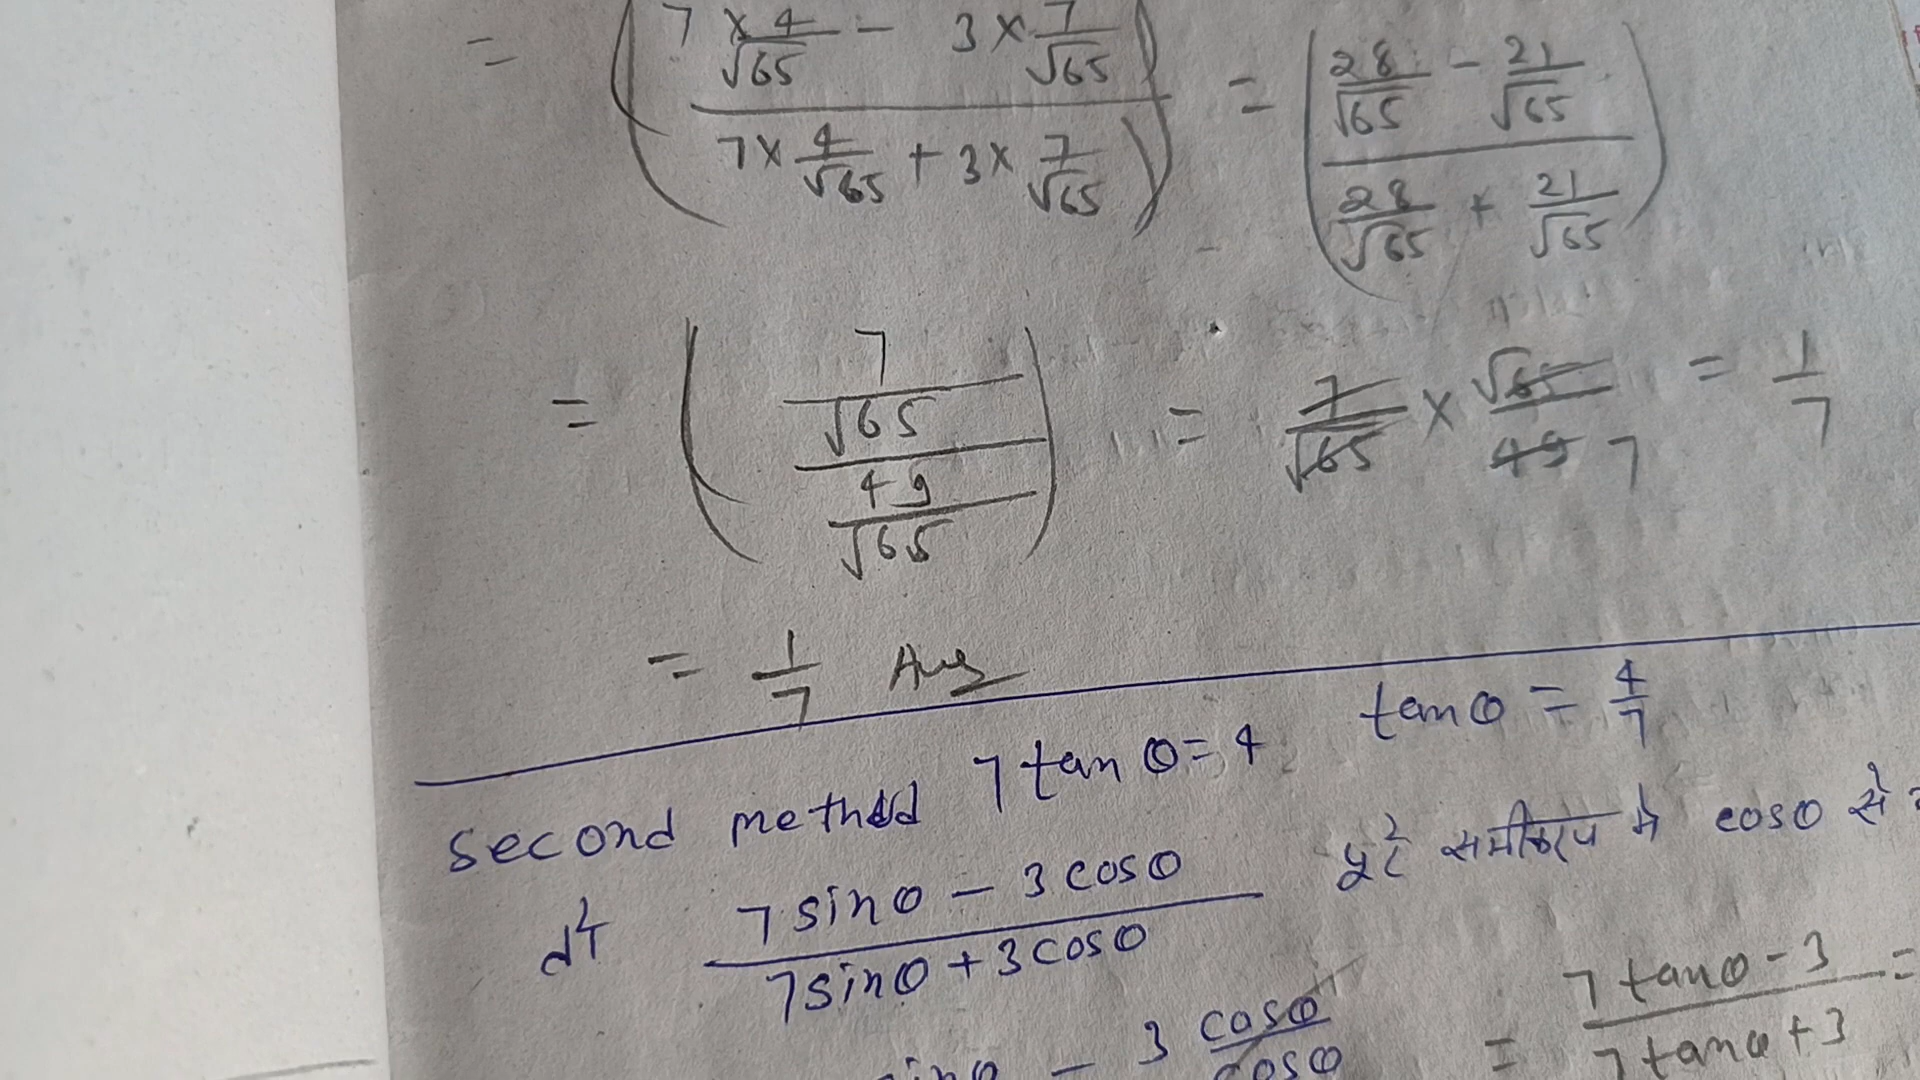 = (7 × 4/√65 − 3 × 7/√65) / (7 × 4/√65 + 3 × 7/√65) = (28/√65 − 21/√65) / (28/√65 + 21/√65)
= (7/√65 / 49/√65) = 7/√65 × √65/49 7 = 1/7
= 1/7 Ans
second method 7 tan θ = 4 tan θ = 4/7
तो (7 sin θ − 3 cos θ) / (7 sin θ + 3 cos θ) पूरे समीकरण में cos θ से
− 3 cos θ / cos θ = (7 tan θ − 3) / (7 tan θ + 3) =